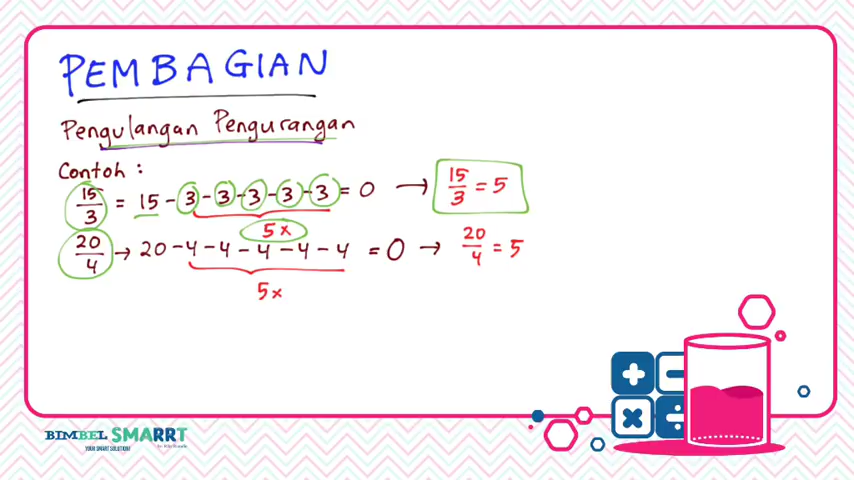 PEMBAGIAN
Pengulangan Pengurangan
Contoh :
15/3 = 15 - 3 - 3 - 3 - 3 - 3 = 0 → 15/3 = 5
5x
20/4 → 20 - 4 - 4 - 4 - 4 - 4 = 0 → 20/4 = 5
5x
BIMBEL SMARRT
YOUR SMART SOLUTION!